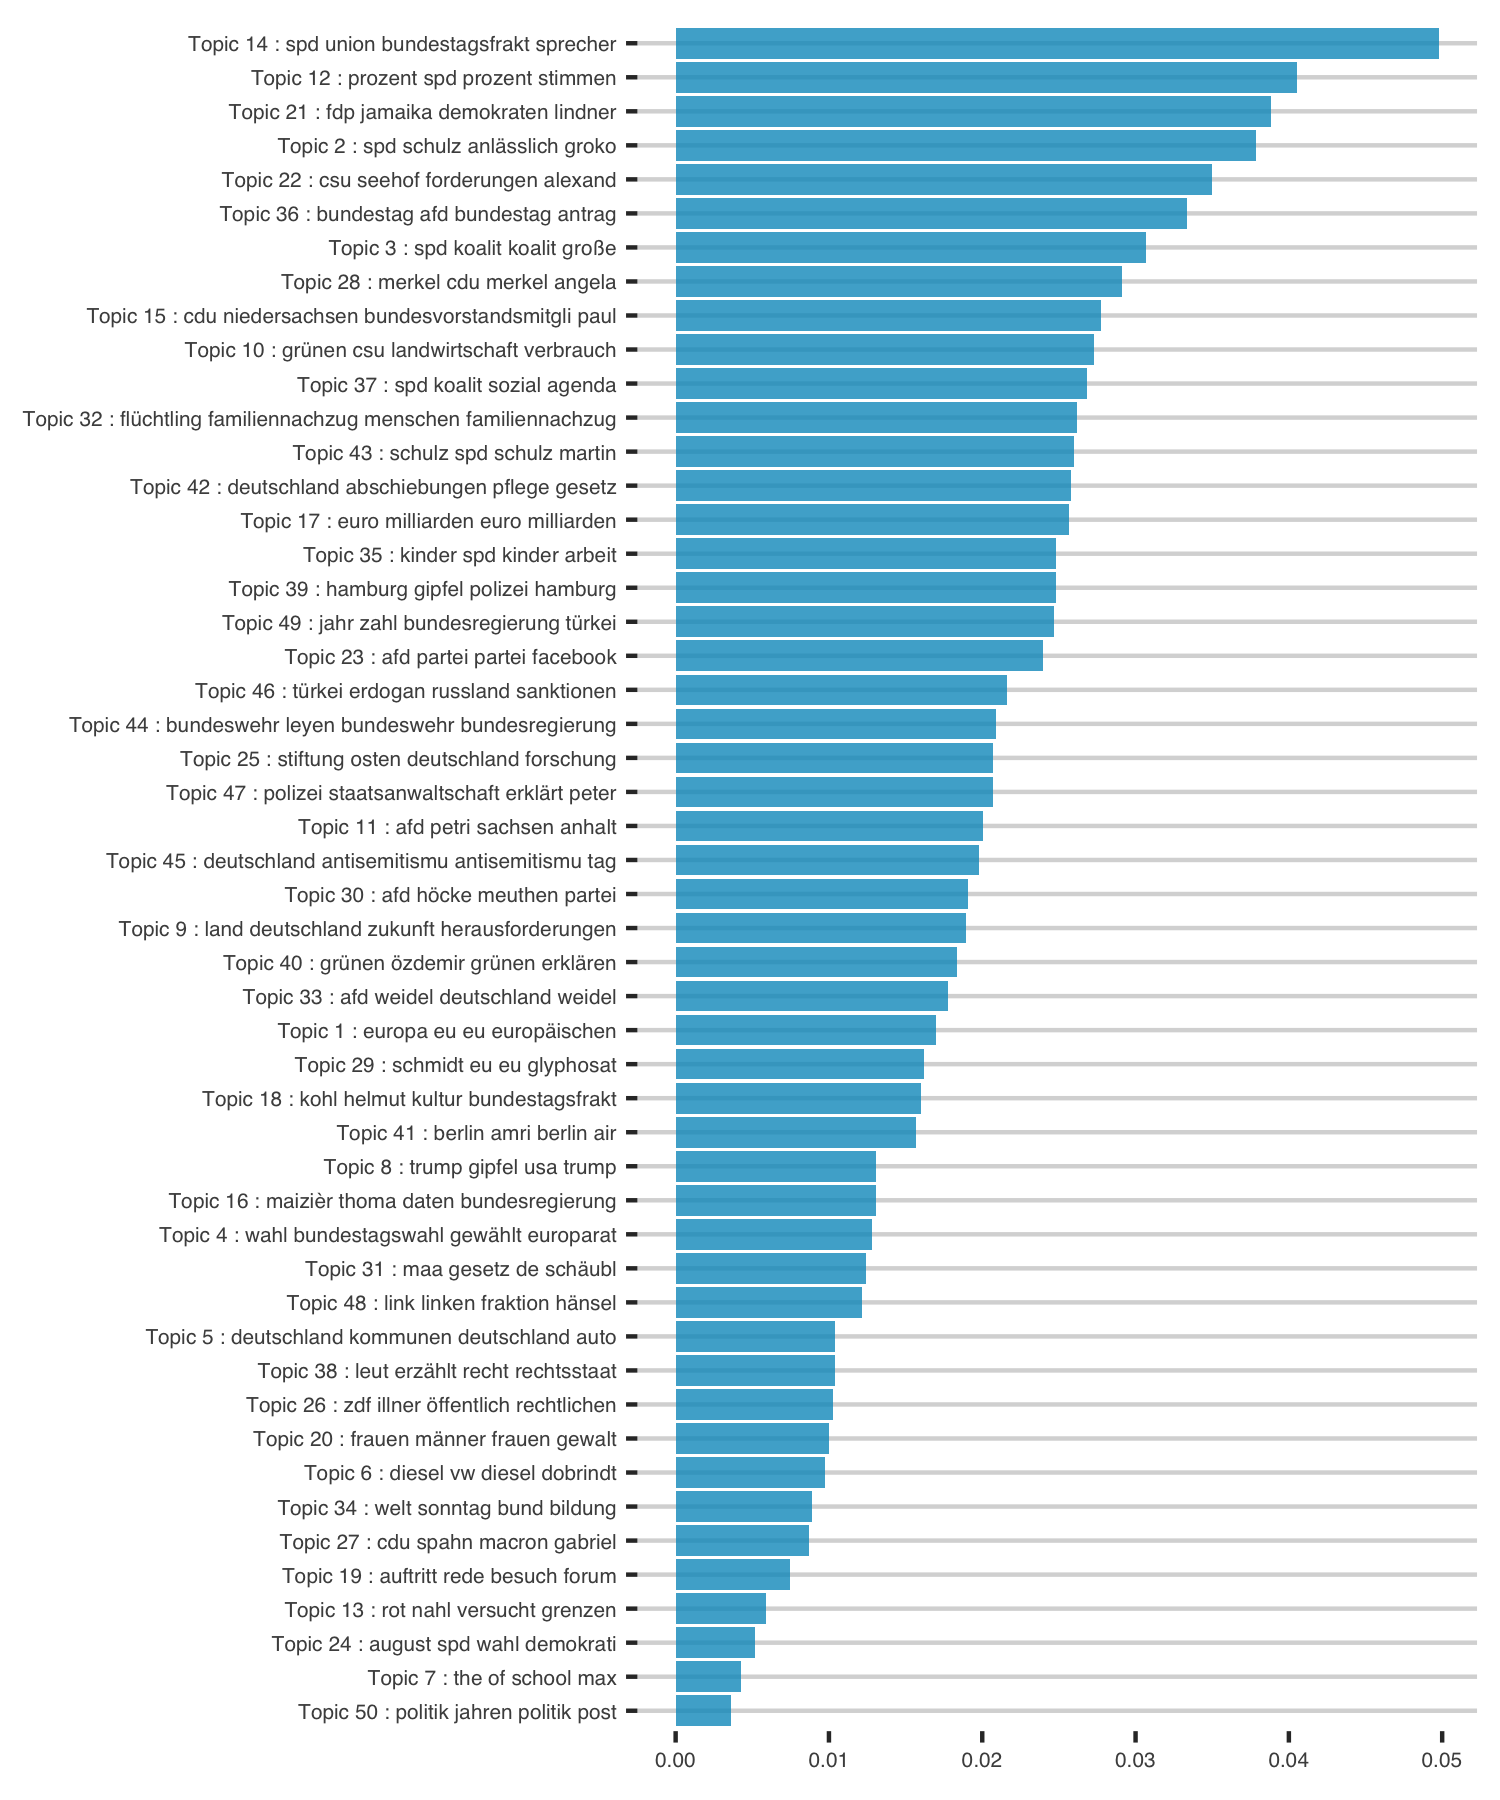 Topic 14 : spd union bundestagsfrakt sprecher
Topic 12 : prozent spd prozent stimmen
Topic 21 : fdp jamaika demokraten lindner
Topic 2 : spd schulz anlässlich groko
Topic 22 : csu seehof forderungen alexand
Topic 36 : bundestag afd bundestag antrag
Topic 3 : spd koalit koalit große
Topic 28 : merkel cdu merkel angela
Topic 15 : cdu niedersachsen bundesvorstandsmitgli paul
Topic 10 : grünen csu landwirtschaft verbrauch
Topic 37 : spd koalit sozial agenda
Topic 32 : flüchtling familiennachzug menschen familiennachzug
Topic 43 : schulz spd schulz martin
Topic 42 : deutschland abschiebungen pflege gesetz
Topic 17 : euro milliarden euro milliarden
Topic 35 : kinder spd kinder arbeit
Topic 39 : hamburg gipfel polizei hamburg
Topic 49 : jahr zahl bundesregierung türkei
Topic 23 : afd partei partei facebook
Topic 46 : türkei erdogan russland sanktionen
Topic 44 : bundeswehr leyen bundeswehr bundesregierung
Topic 25 : stiftung osten deutschland forschung
Topic 47 : polizei staatsanwaltschaft erklärt peter
Topic 11 : afd petri sachsen anhalt
Topic 45 : deutschland antisemitismu antisemitismu tag
Topic 30 : afd höcke meuthen partei
Topic 9 : land deutschland zukunft herausforderungen
Topic 40 : grünen özdemir grünen erklären
Topic 33 : afd weidel deutschland weidel
Topic 1 : europa eu eu europäischen
Topic 29 : schmidt eu eu glyphosat
Topic 18 : kohl helmut kultur bundestagsfrakt
Topic 41 : berlin amri berlin air
Topic 8 : trump gipfel usa trump
Topic 16 : maizièr thoma daten bundesregierung
Topic 4 : wahl bundestagswahl gewählt europarat
Topic 31 : maa gesetz de schäubl
Topic 48 : link linken fraktion hänsel
Topic 5 : deutschland kommunen deutschland auto
Topic 38 : leut erzählt recht rechtsstaat
Topic 26 : zdf illner öffentlich rechtlichen
Topic 20 : frauen männer frauen gewalt
Topic 6 : diesel vw diesel dobrindt
Topic 34 : welt sonntag bund bildung
Topic 27 : cdu spahn macron gabriel
Topic 19 : auftritt rede besuch forum
Topic 13 : rot nahl versucht grenzen
Topic 24 : august spd wahl demokrati
Topic 7 : the of school max
Topic 50 : politik jahren politik post
0.00 0.01 0.02 0.03 0.04 0.05